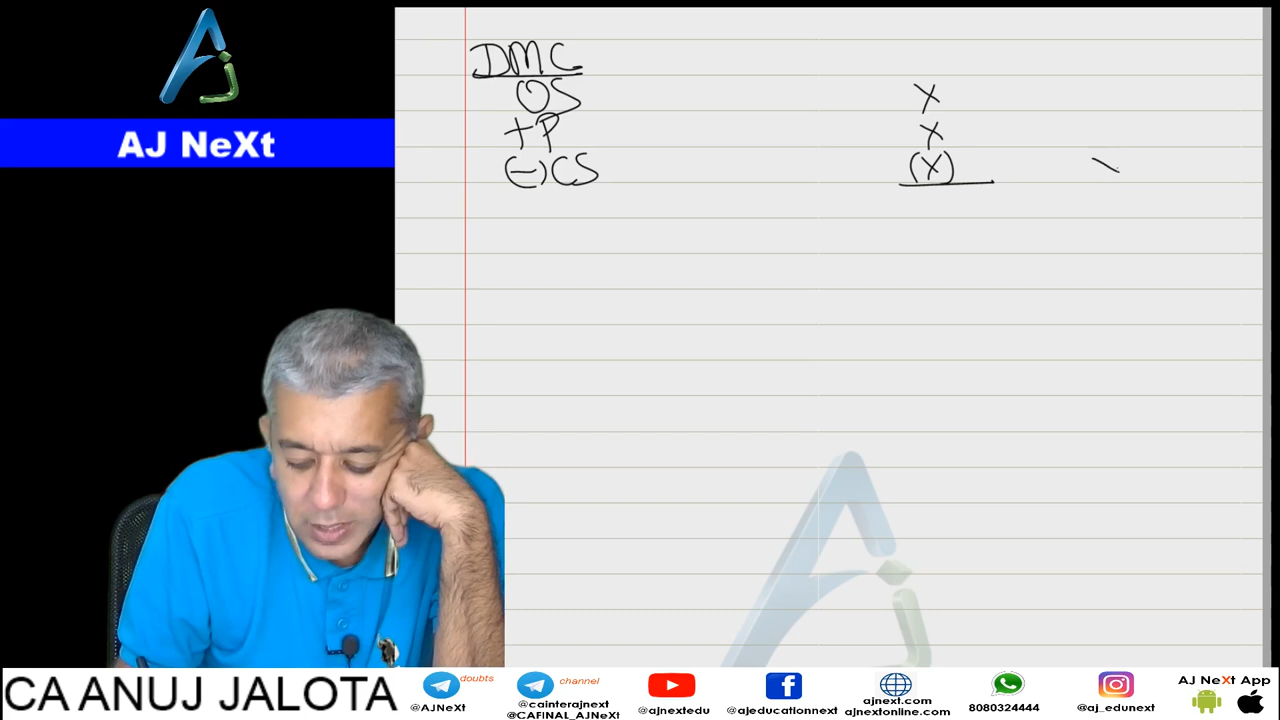 AJ NeXt
DMC
OS X
+P X
(-) CS (X)
CA ANUJ JALOTA
doubts
@AJNeXt
channel
@cainterajnext
@CAFINAL_AJNeXt
@ajnextedu
@ajeducationnext
ajnext.com
ajnextonline.com
8080324444
@aj_edunext
AJ NeXt App